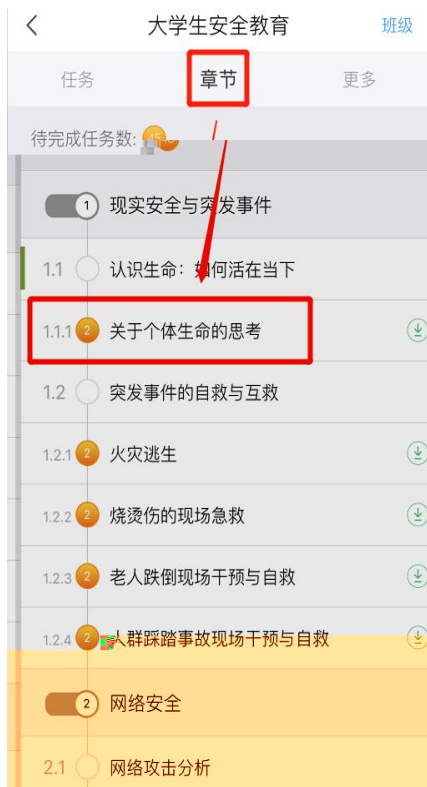 大学生安全教育 班级
任务 章节 更多
待完成任务数:
1 现实安全与突发事件
1.1 认识生命：如何活在当下
1.1.1 2 关于个体生命的思考
1.2 突发事件的自救与互救
1.2.1 2 火灾逃生
1.2.2 2 烧烫伤的现场急救
1.2.3 2 老人跌倒现场干预与自救
1.2.4 2 人群踩踏事故现场干预与自救
2 网络安全
2.1 网络攻击分析